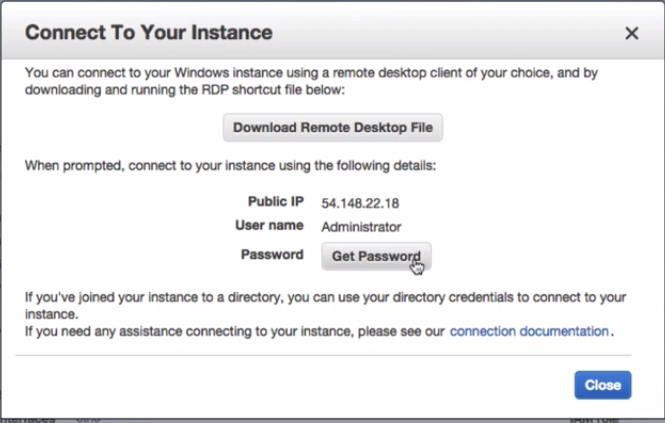 Connect To Your Instance
You can connect to your Windows instance using a remote desktop client of your choice, and by
downloading and running the RDP shortcut file below:
Download Remote Desktop File
When prompted, connect to your instance using the following details:
Public IP 54.148.22.18
User name Administrator
Password Get Password
If you've joined your instance to a directory, you can use your directory credentials to connect to your
instance.
If you need any assistance connecting to your instance, please see our connection documentation.
Close